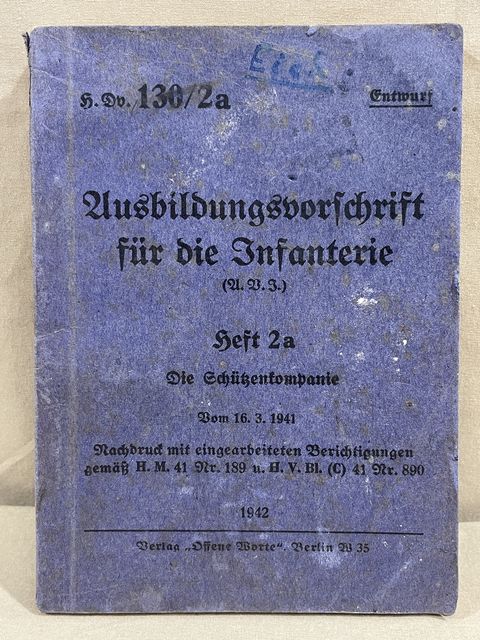 H. Dv. 130/2a
Entwurf
Ausbildungsvorschrift
für die Infanterie
(A. V. I.)
Heft 2a
Die Schützenkompanie
Vom 16. 3. 1941
Nachdruck mit eingearbeiteten Berichtigungen
gemäß H. M. 41 Nr. 189 u. H. V. Bl. (C) 41 Nr. 890
1942
Verlag „Offene Worte“. Berlin W 35